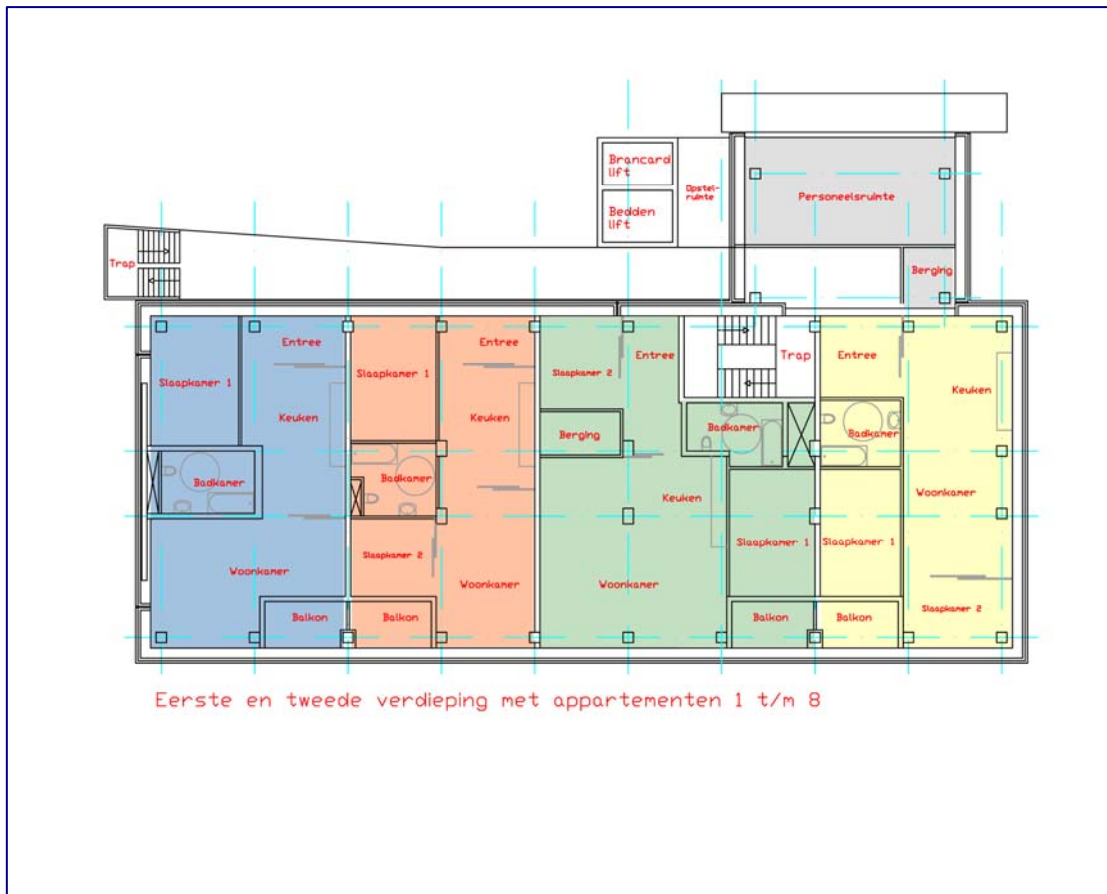 Brancard
lift
Bedden
lift
Opstel-
ruimte
Personeelsruimte
Berging
Trap
Entree
Slaapkamer 1
Keuken
Badkamer
Woonkamer
Balkon
Entree
Slaapkamer 1
Keuken
Badkamer
Slaapkamer 2
Woonkamer
Balkon
Slaapkamer 2
Entree
Berging
Badkamer
Keuken
Slaapkamer 1
Woonkamer
Balkon
Trap
Entree
Keuken
Badkamer
Woonkamer
Slaapkamer 1
Slaapkamer 2
Balkon
Eerste en tweede verdieping met appartementen 1 t/m 8